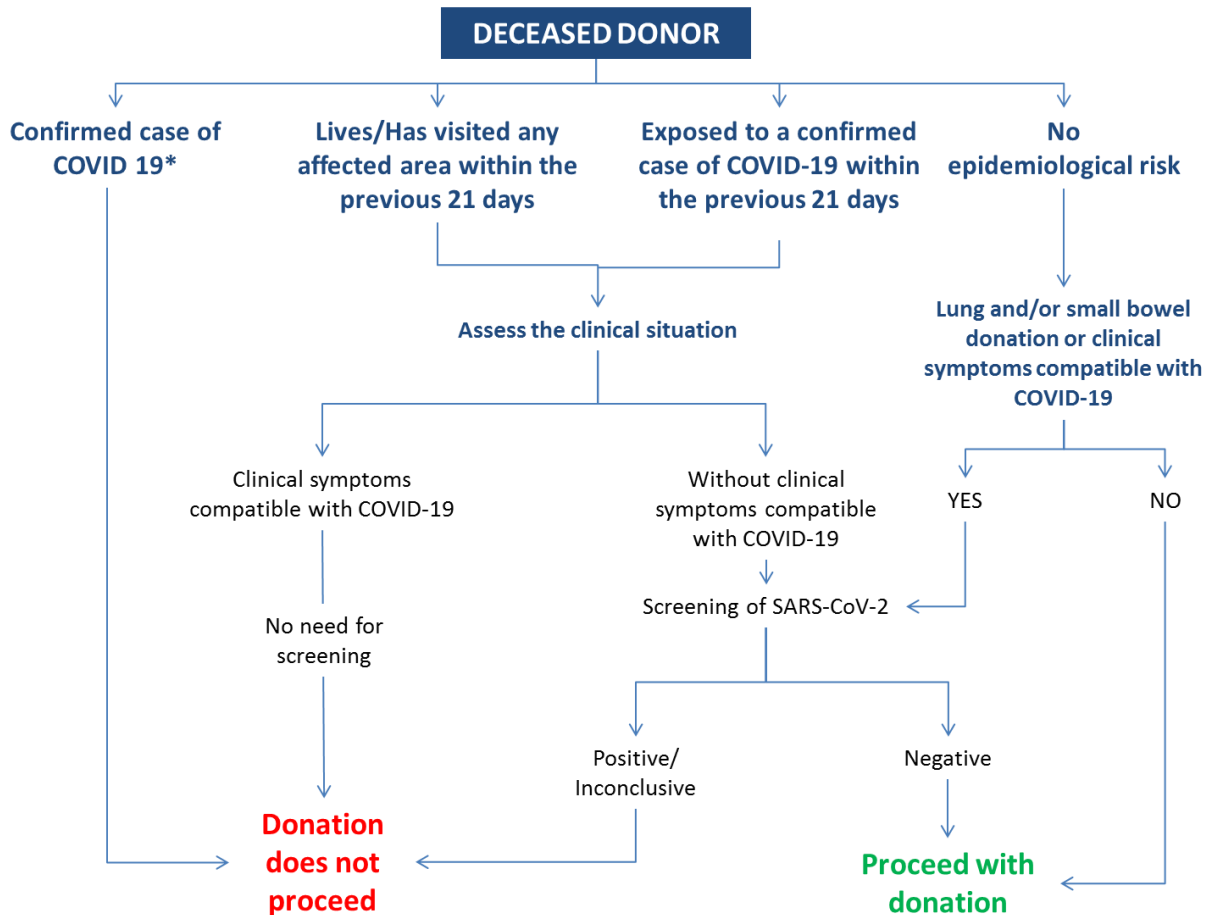 DECEASED DONOR
Confirmed case of
COVID 19*
Lives/Has visited any
affected area within the
previous 21 days
Exposed to a confirmed
case of COVID-19 within
the previous 21 days
No
epidemiological risk
Assess the clinical situation
Lung and/or small bowel
donation or clinical
symptoms compatible with
COVID-19
Clinical symptoms
compatible with COVID-19
Without clinical
symptoms compatible
with COVID-19
YES
NO
No need for
screening
Screening of SARS-CoV-2
Positive/
Inconclusive
Negative
Donation
does not
proceed
Proceed with
donation